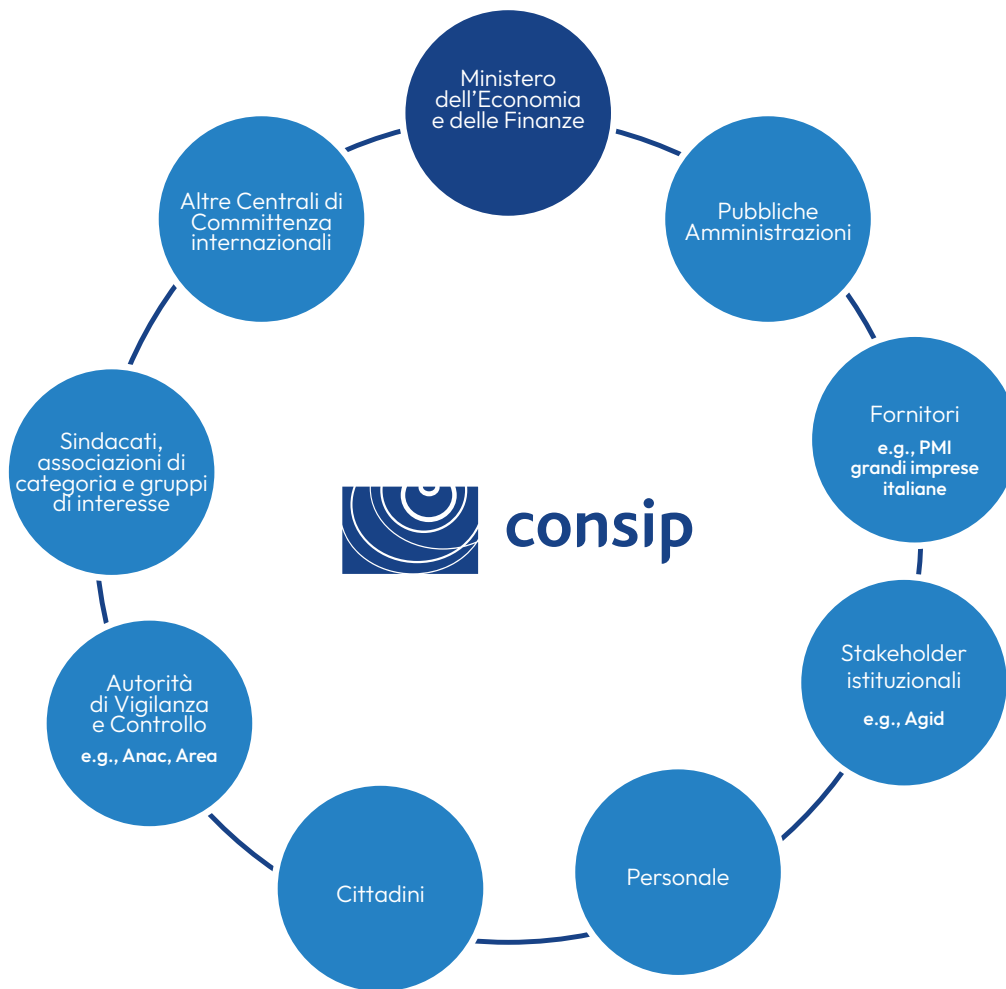 Ministero
dell'Economia
e delle Finanze
Pubbliche
Amministrazioni
Fornitori
e.g., PMI
grandi imprese
italiane
Stakeholder
istituzionali
e.g., Agid
Personale
Cittadini
Autorità
di Vigilanza
e Controllo
e.g., Anac, Area
Sindacati,
associazioni di
categoria e gruppi
di interesse
Altre Centrali di
Committenza
internazionali
consip